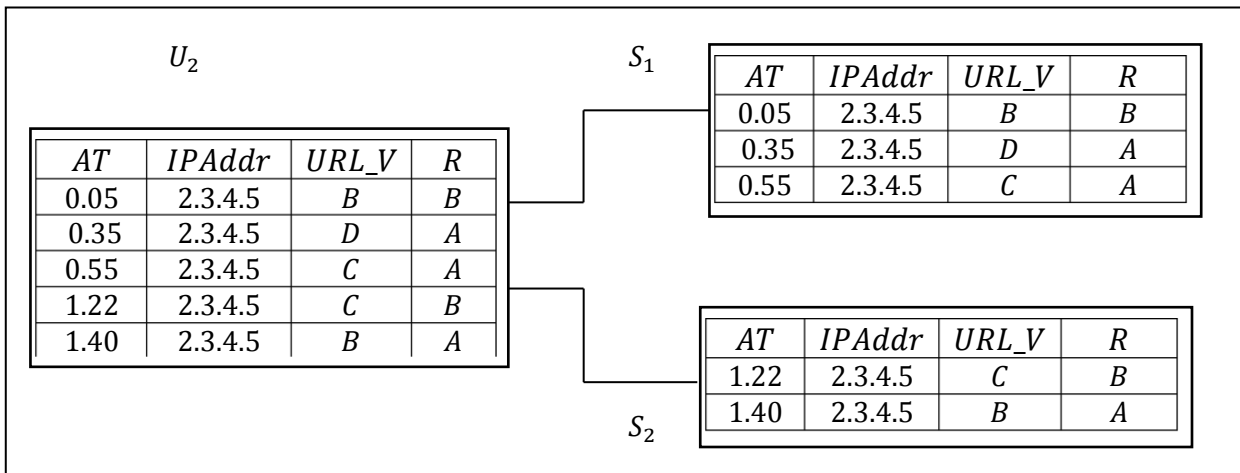 U₂
AT IPAddr URL_V R
0.05 2.3.4.5 B B
0.35 2.3.4.5 D A
0.55 2.3.4.5 C A
1.22 2.3.4.5 C B
1.40 2.3.4.5 B A
S₁
AT IPAddr URL_V R
0.05 2.3.4.5 B B
0.35 2.3.4.5 D A
0.55 2.3.4.5 C A
S₂
AT IPAddr URL_V R
1.22 2.3.4.5 C B
1.40 2.3.4.5 B A